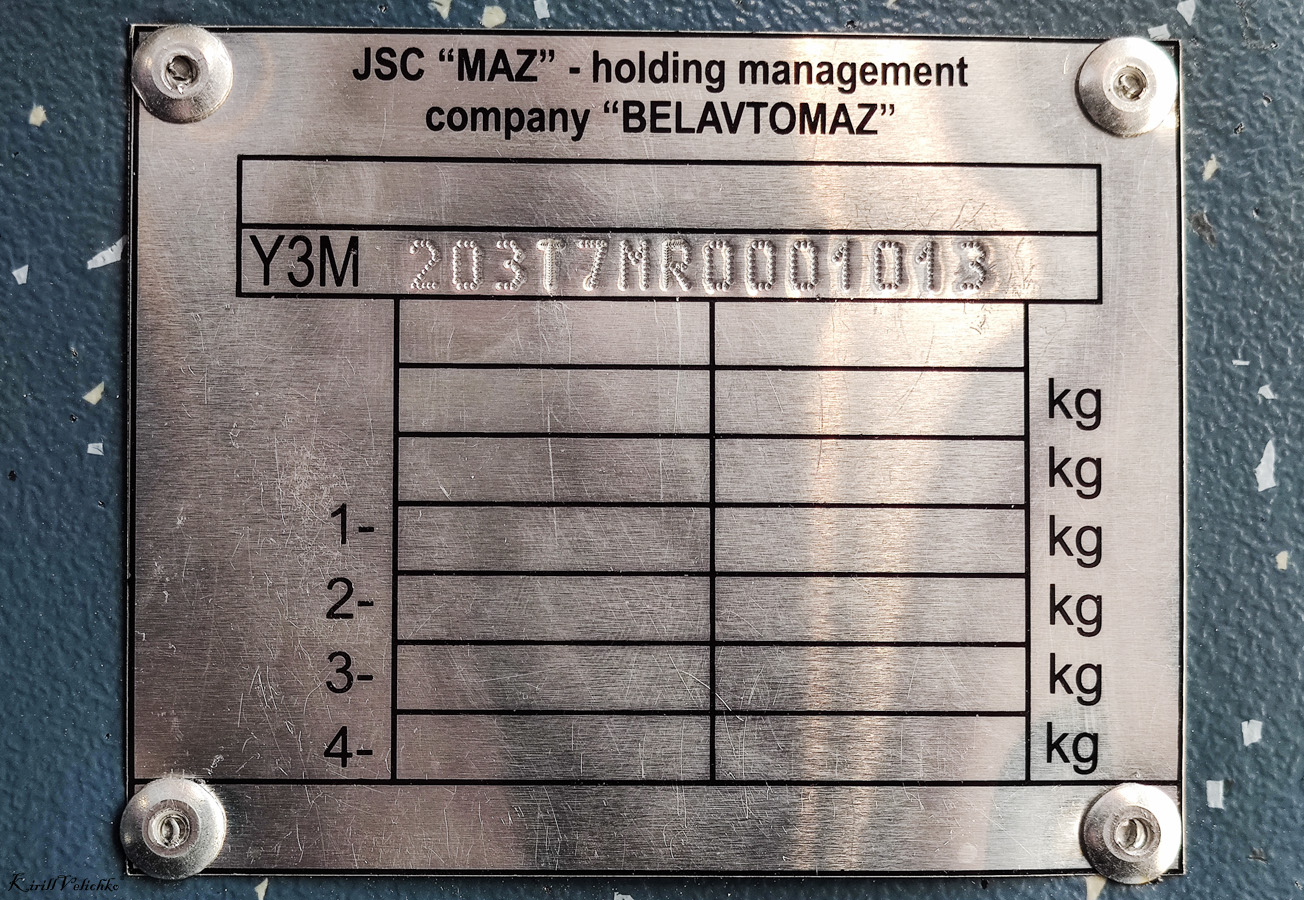 JSC “MAZ” - holding management
company “BELAVTOMAZ”
Y3M 203T7MR0001013
kg
kg
1- kg
2- kg
3- kg
4- kg
Kirill Velichko